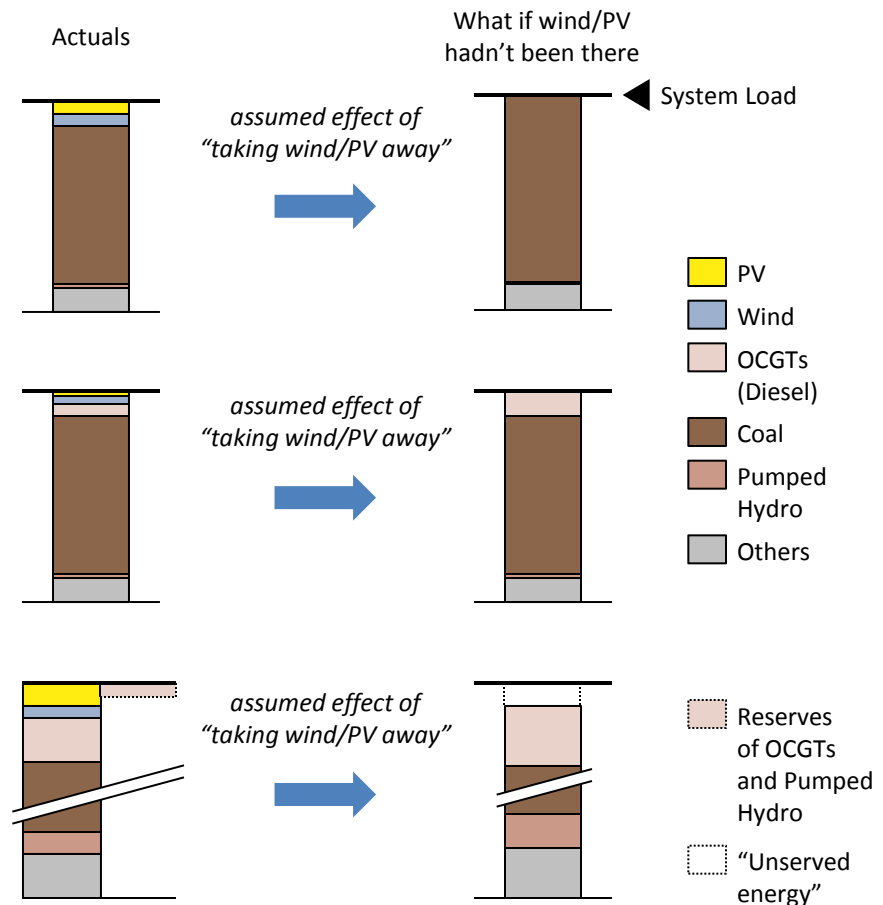 Actuals
What if wind/PV
hadn’t been there
assumed effect of
“taking wind/PV away”
System Load
PV
Wind
OCGTs
(Diesel)
Coal
Pumped
Hydro
Others
assumed effect of
“taking wind/PV away”
assumed effect of
“taking wind/PV away”
Reserves
of OCGTs
and Pumped
Hydro
“Unserved
energy”